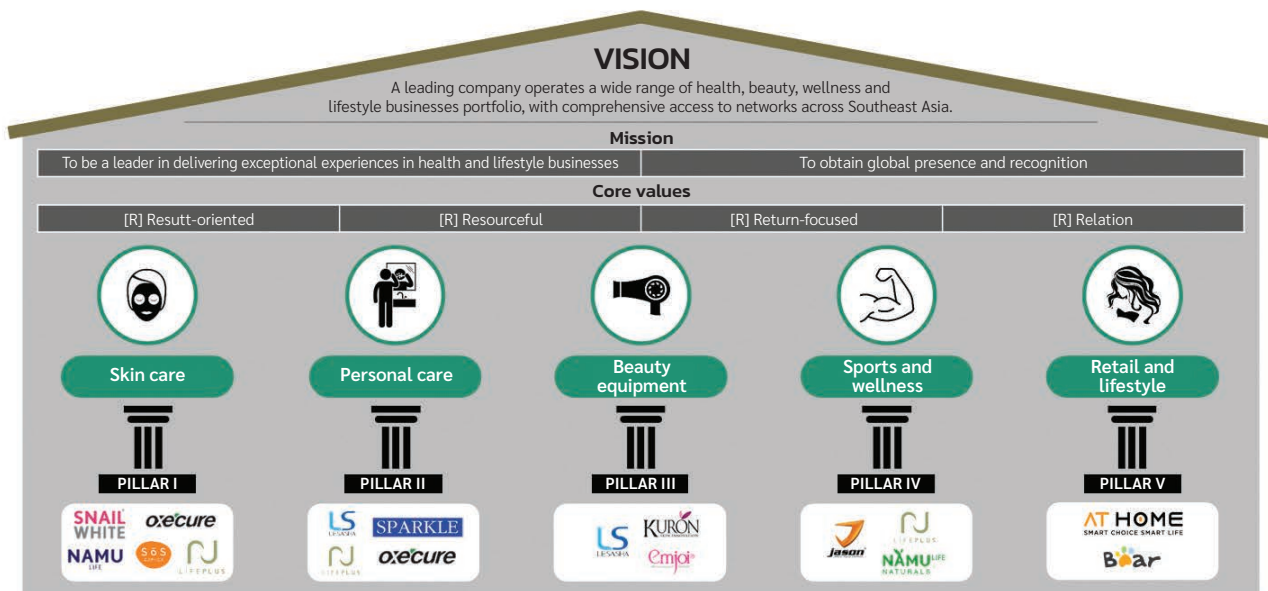 VISION
A leading company operates a wide range of health, beauty, wellness and
lifestyle businesses portfolio, with comprehensive access to networks across Southeast Asia.
Mission
To be a leader in delivering exceptional experiences in health and lifestyle businesses
To obtain global presence and recognition
Core values
[R] Resutt-oriented
[R] Resourceful
[R] Return-focused
[R] Relation
Skin care
Personal care
Beauty
equipment
Sports and
wellness
Retail and
lifestyle
PILLAR I
PILLAR II
PILLAR III
PILLAR IV
PILLAR V
SNAIL
WHITE
oxecure
NAMU
LIFE
SOS
LIFEPLUS
LS
LESASHA
SPARKLE
LIFEPLUS
oxecure
LS
LESASHA
KURON
emjoi
Jason
LIFEPLUS
NAMU LIFE
NATURALS
AT HOME
SMART CHOICE SMART LIFE
Boar